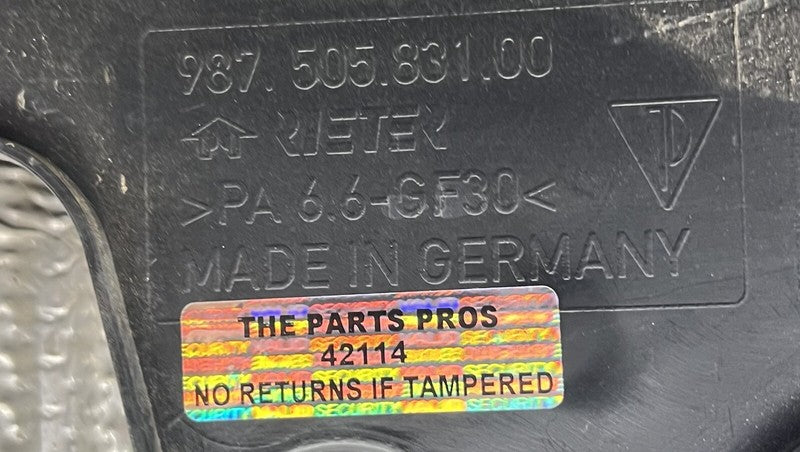 987.505.831.00
RIETER
>PA 6.6-GF30<
MADE IN GERMANY
THE PARTS PROS
42114
NO RETURNS IF TAMPERED
SECURITY